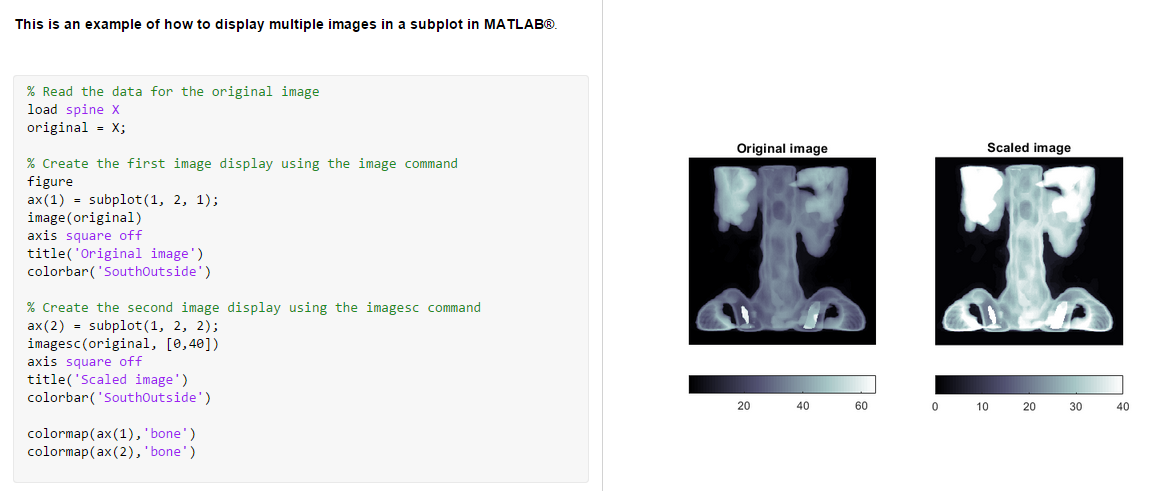 This is an example of how to display multiple images in a subplot in MATLAB®.
% Read the data for the original image
load spine X
original = X;
% Create the first image display using the image command
figure
ax(1) = subplot(1, 2, 1);
image(original)
axis square off
title('Original image')
colorbar('SouthOutside')
% Create the second image display using the imagesc command
ax(2) = subplot(1, 2, 2);
imagesc(original, [0,40])
axis square off
title('Scaled image')
colorbar('SouthOutside')
colormap(ax(1),'bone')
colormap(ax(2),'bone')
Original image
20 40 60
Scaled image
0 10 20 30 40